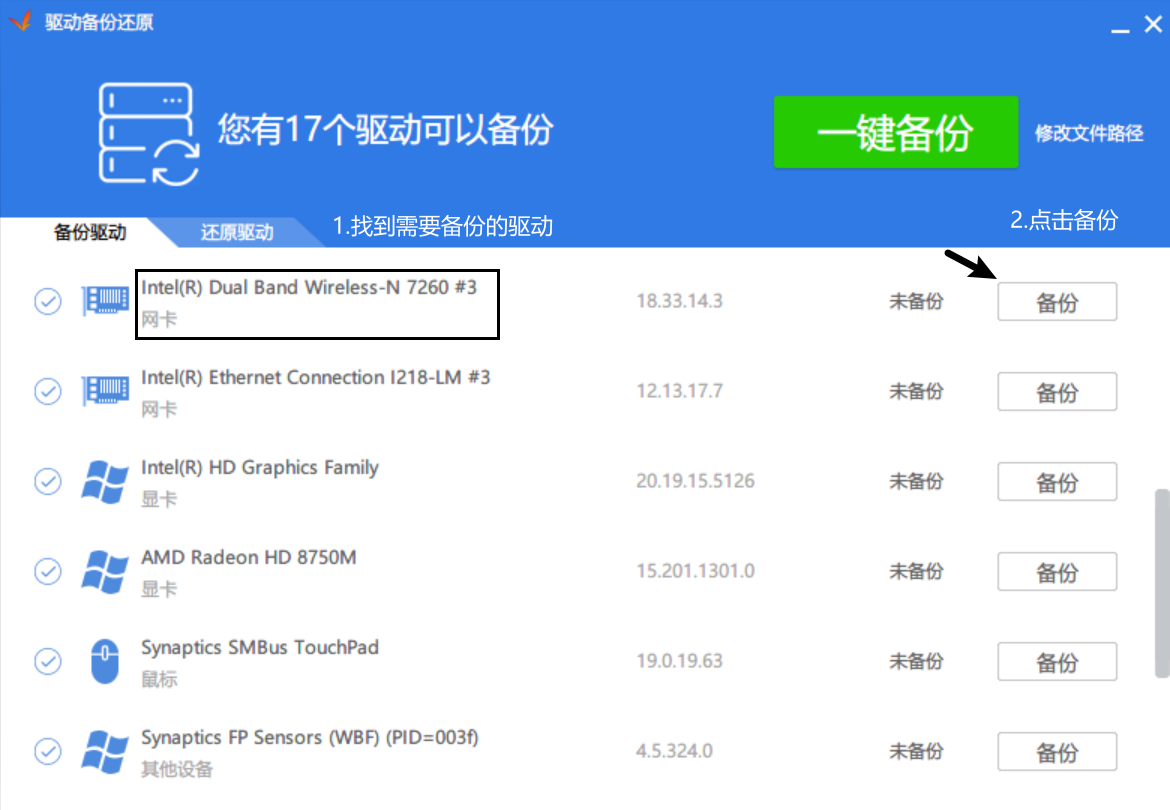 驱动备份还原
您有17个驱动可以备份
一键备份
修改文件路径
备份驱动
还原驱动
1.找到需要备份的驱动
2.点击备份
Intel(R) Dual Band Wireless-N 7260 #3
网卡
18.33.14.3
未备份
备份
Intel(R) Ethernet Connection I218-LM #3
网卡
12.13.17.7
未备份
备份
Intel(R) HD Graphics Family
显卡
20.19.15.5126
未备份
备份
AMD Radeon HD 8750M
显卡
15.201.1301.0
未备份
备份
Synaptics SMBus TouchPad
鼠标
19.0.19.63
未备份
备份
Synaptics FP Sensors (WBF) (PID=003f)
其他设备
4.5.324.0
未备份
备份